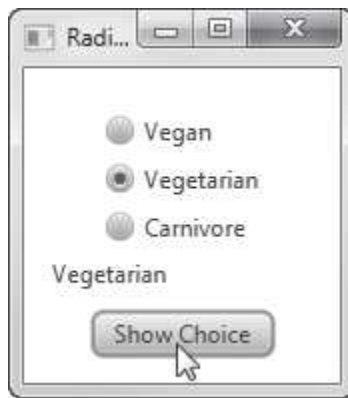 Radi...
Vegan
Vegetarian
Carnivore
Vegetarian
Show Choice